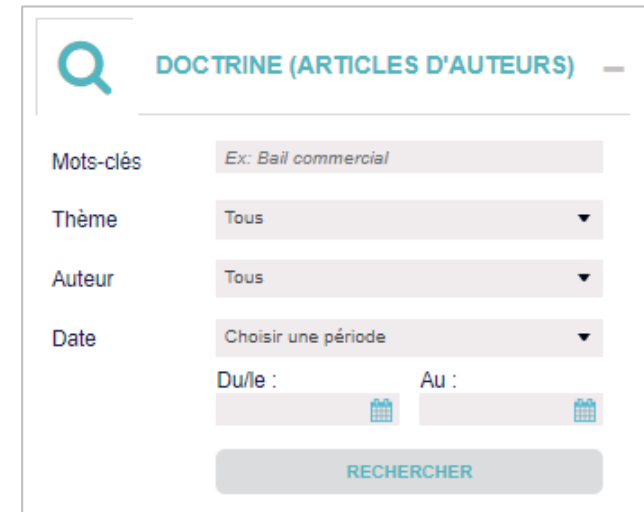 DOCTRINE (ARTICLES D'AUTEURS)
Mots-clés Ex: Bail commercial
Thème Tous
Auteur Tous
Date Choisir une période
Du/le : Au :
RECHERCHER